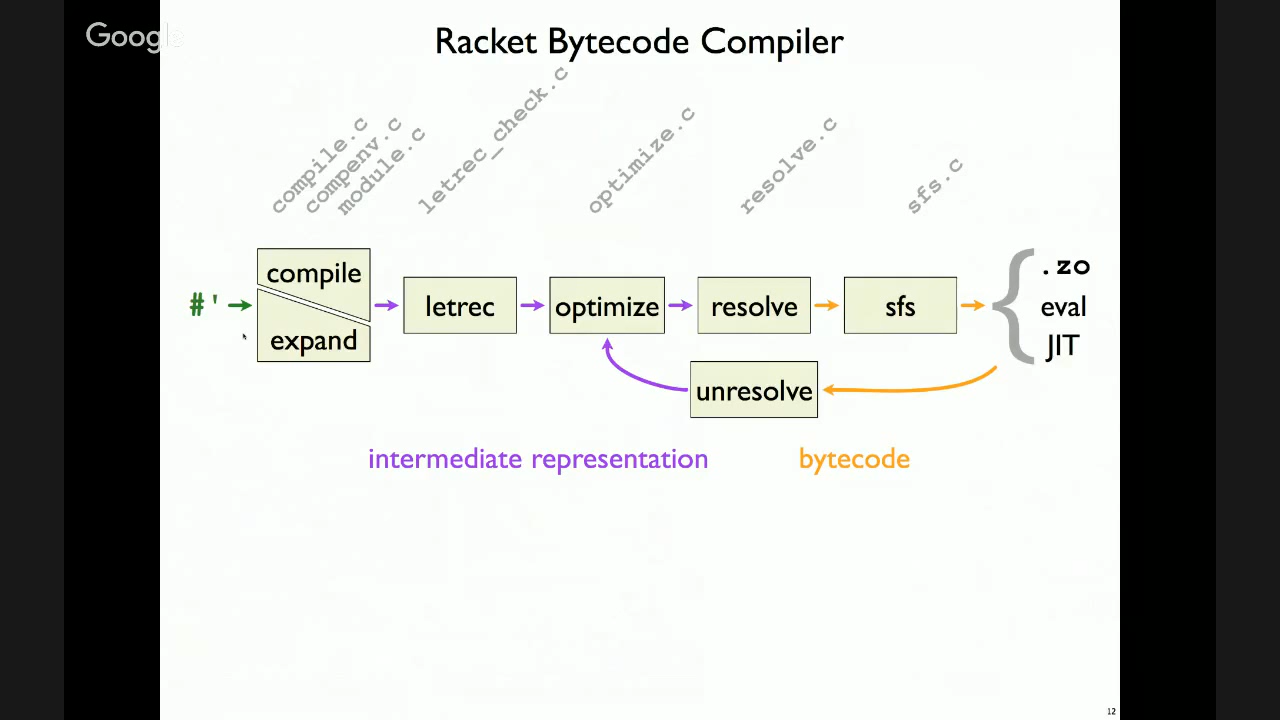 Google
Racket Bytecode Compiler
compile.c
compenv.c
module.c
letrec_check.c
optimize.c
resolve.c
sfs.c
#'
compile
expand
letrec
optimize
resolve
sfs
.zo
eval
JIT
unresolve
intermediate representation
bytecode
12